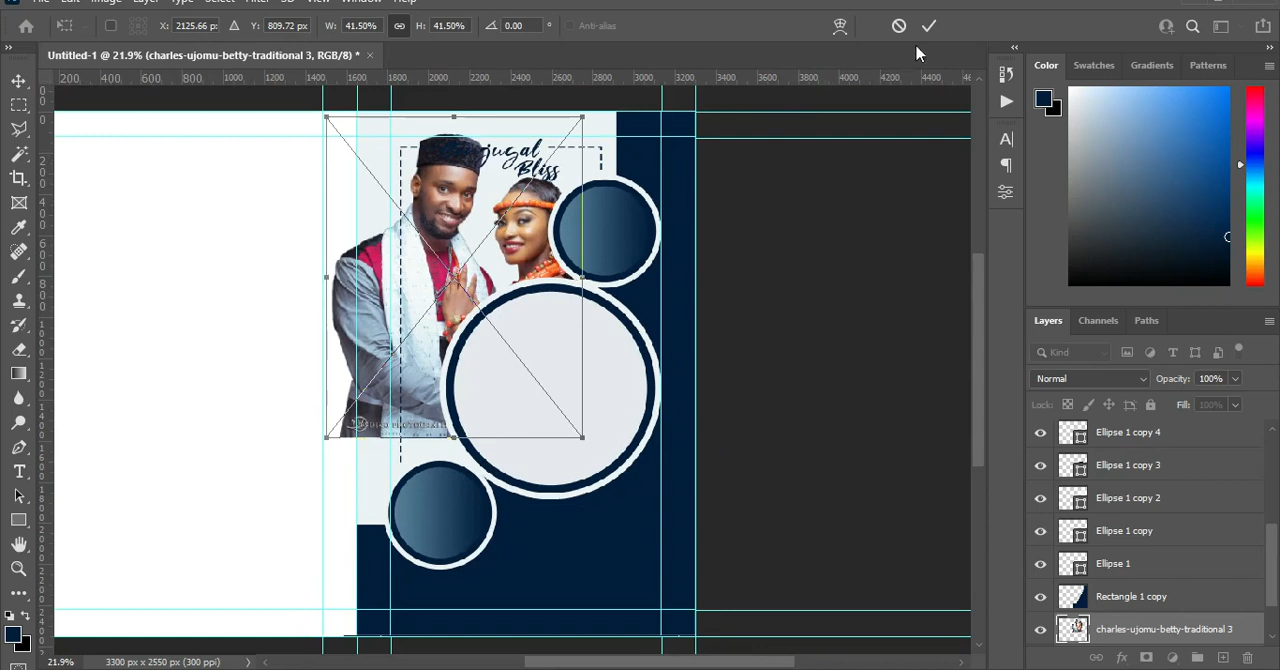 X: 2125.66 p: Y: 809.72 px W: 41.50% H: 41.50% 0.00 ° Anti-alias
Untitled-1 @ 21.9% (charles-ujomu-betty-traditional 3, RGB/8) * ×
200 400 600 800 1000 1200 1400 1600 1800 2000 2200 2400 2600 2800 3000 3200 3400 3600 3800 4000 4200 4400
Conjugal
Bliss
Color Swatches Gradients Patterns
Layers Channels Paths
Kind
Normal Opacity: 100%
Lock: Fill: 100%
Ellipse 1 copy 4
Ellipse 1 copy 3
Ellipse 1 copy 2
Ellipse 1 copy
Ellipse 1
Rectangle 1 copy
charles-ujomu-betty-traditional 3
21.9% 3300 px x 2550 px (300 ppi)